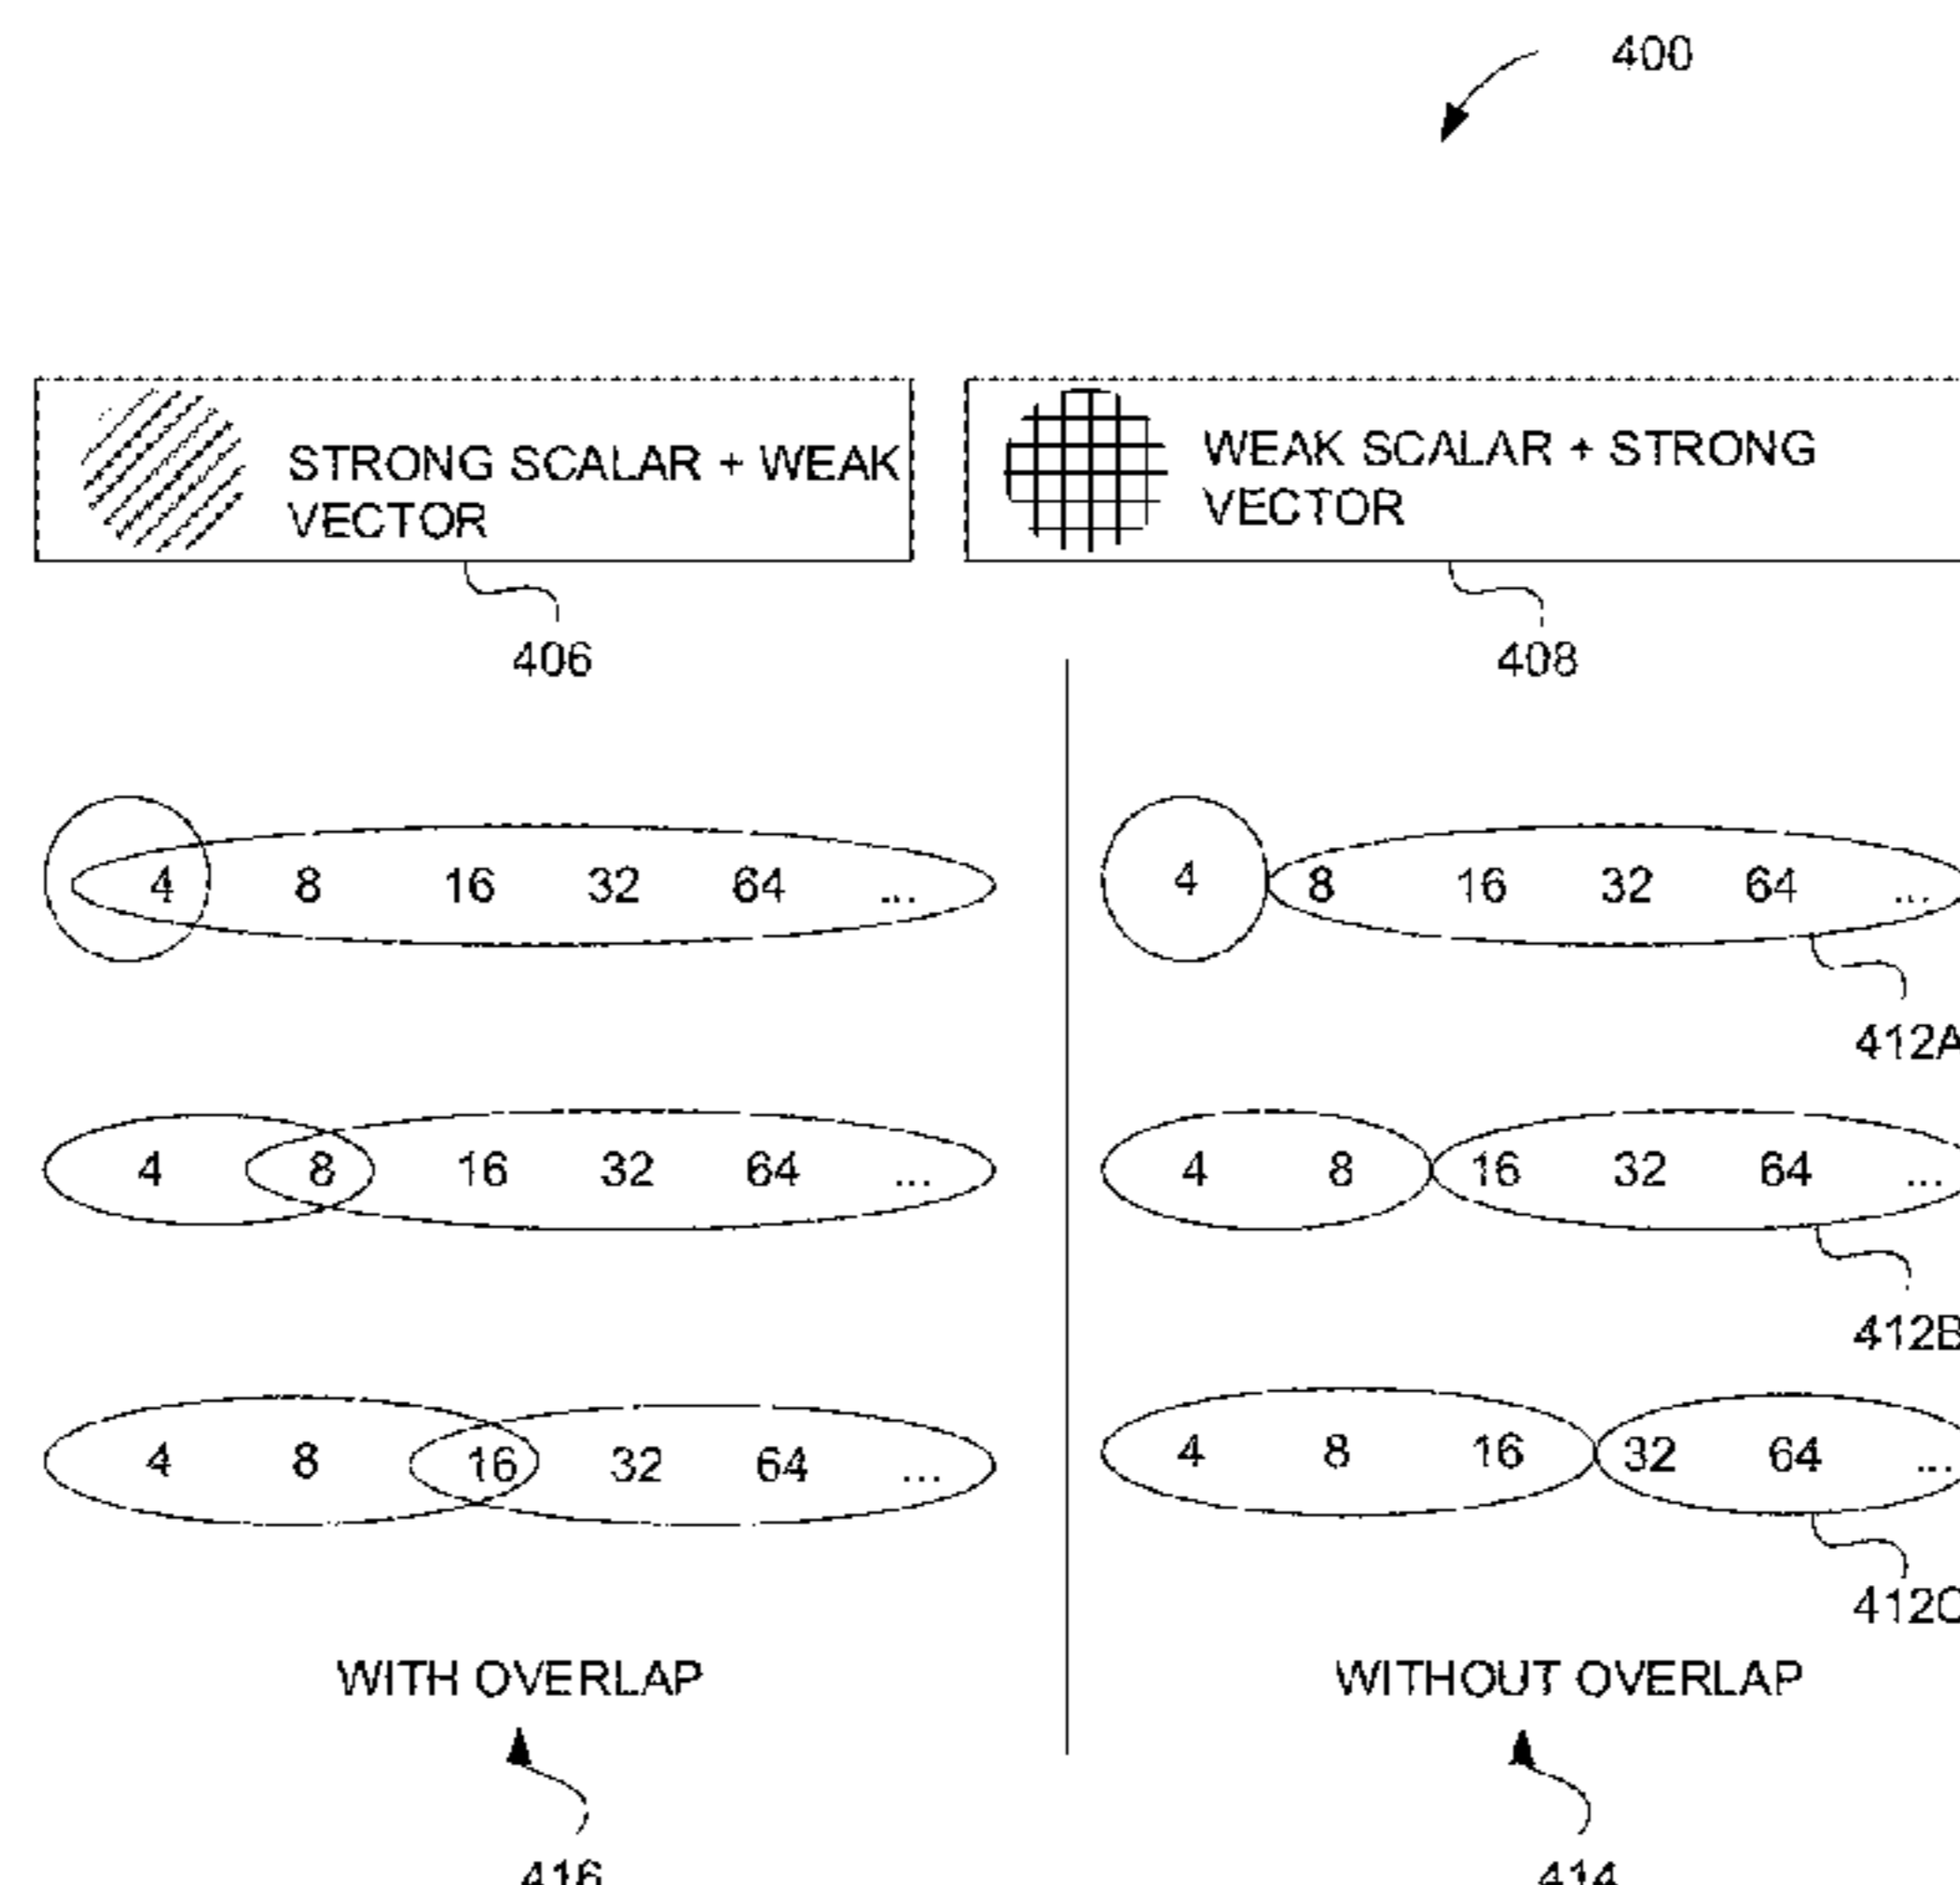 400
STRONG SCALAR + WEAK
VECTOR
WEAK SCALAR + STRONG
VECTOR
406
408
4 8 16 32 64 ...
4 8 16 32 64 ...
412A
4 8 16 32 64 ...
4 8 16 32 64 ...
412B
4 8 16 32 64 ...
4 8 16 32 64 ...
412C
WITH OVERLAP
WITHOUT OVERLAP
416
414